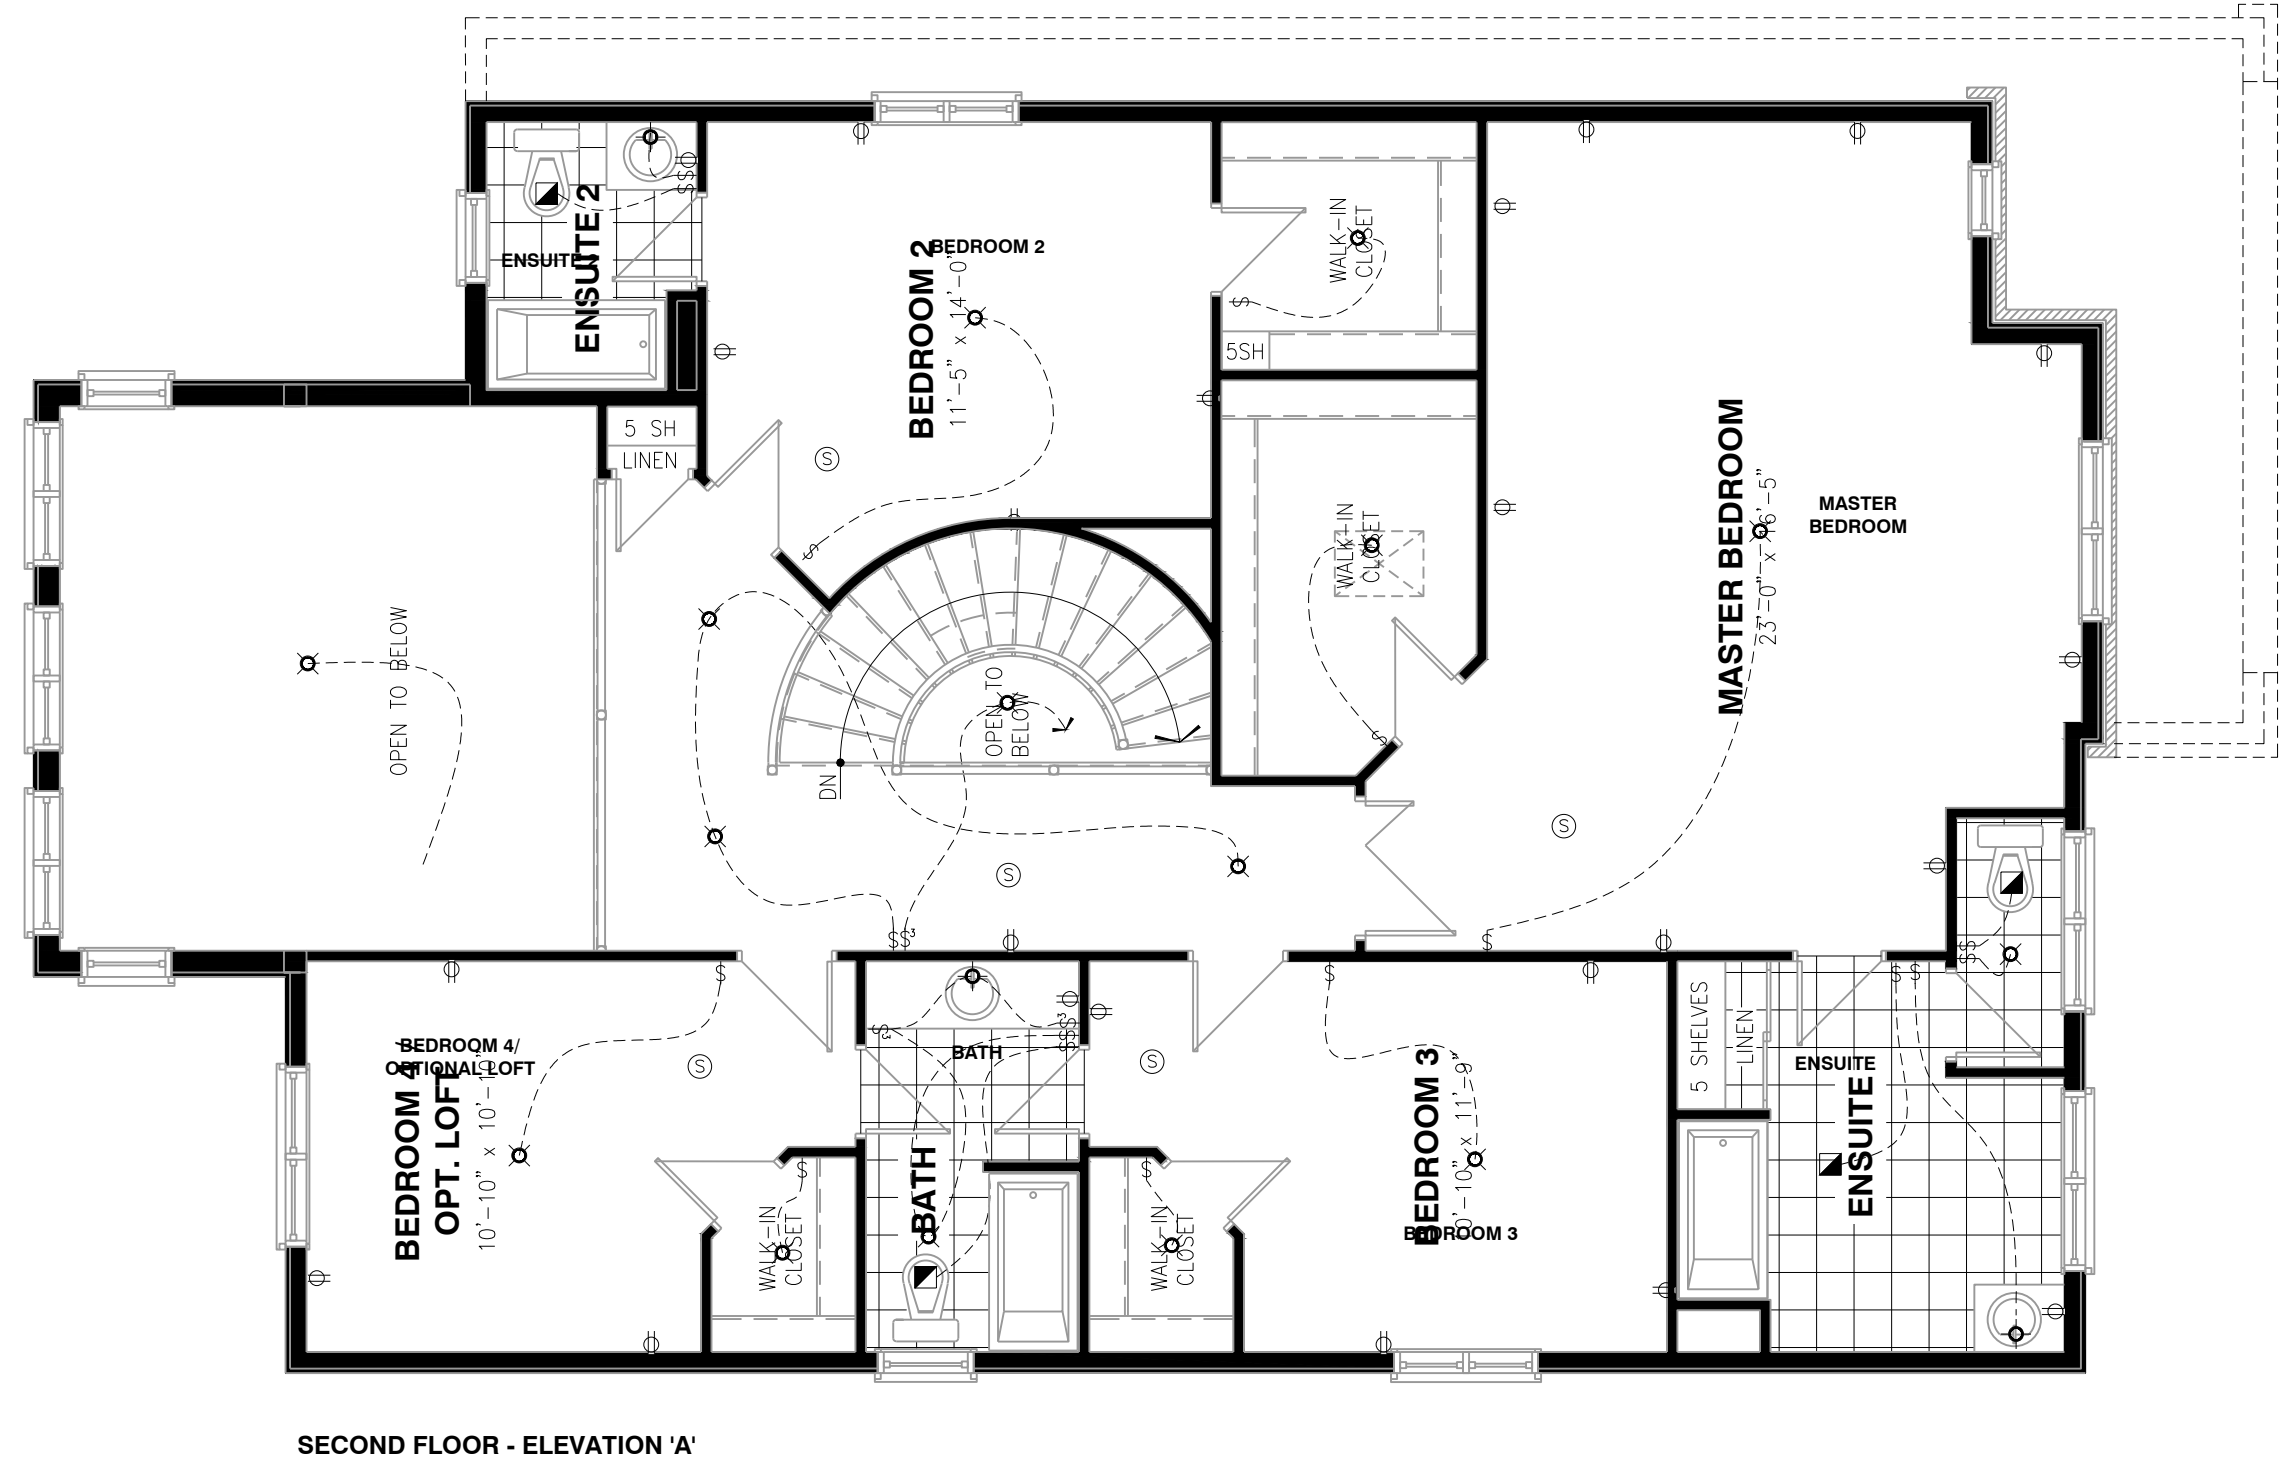 ENSUITE 2
ENSUITE
BEDROOM 2
11'-5" x 14'-0"
BEDROOM 2
WALK-IN
CLOSET
5SH
5 SH
LINEN
WALK-IN
CLOSET
MASTER BEDROOM
23'-0" x 16'-5"
MASTER
BEDROOM
OPEN TO BELOW
OPEN TO
BELOW
DN
BEDROOM 4/
OPTIONAL LOFT
BEDROOM 4
OPT. LOFT
10'-10" x 10'-10"
WALK-IN
CLOSET
BATH
BATH
WALK-IN
CLOSET
BEDROOM 3
11'-9"
BEDROOM 3
5 SHELVES
LINEN
ENSUITE
ENSUITE
S
S
S
S
S
S
SECOND FLOOR - ELEVATION 'A'